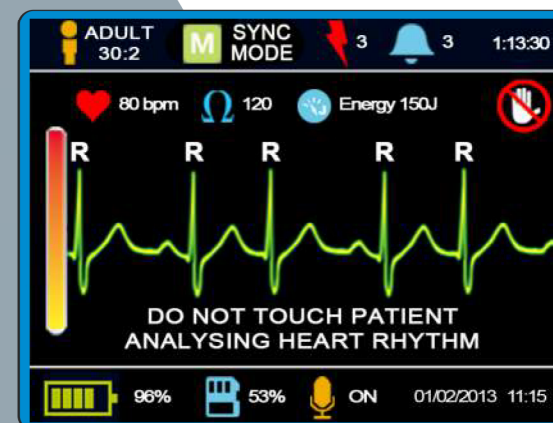 ADULT
30:2
M
SYNC
MODE
3
3
1:13:30
80 bpm
Ω 120
Energy 150J
R R R R R
DO NOT TOUCH PATIENT
ANALYSING HEART RHYTHM
96%
53%
ON
01/02/2013 11:15